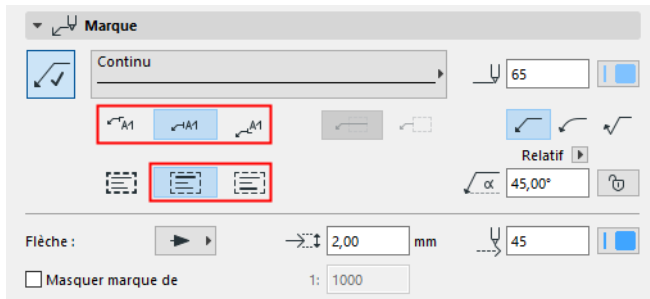 Marque
Continu
65
A1 A1 A1
Relatif
α 45,00°
Flèche : 2,00 mm 45
Masquer marque de 1: 1000